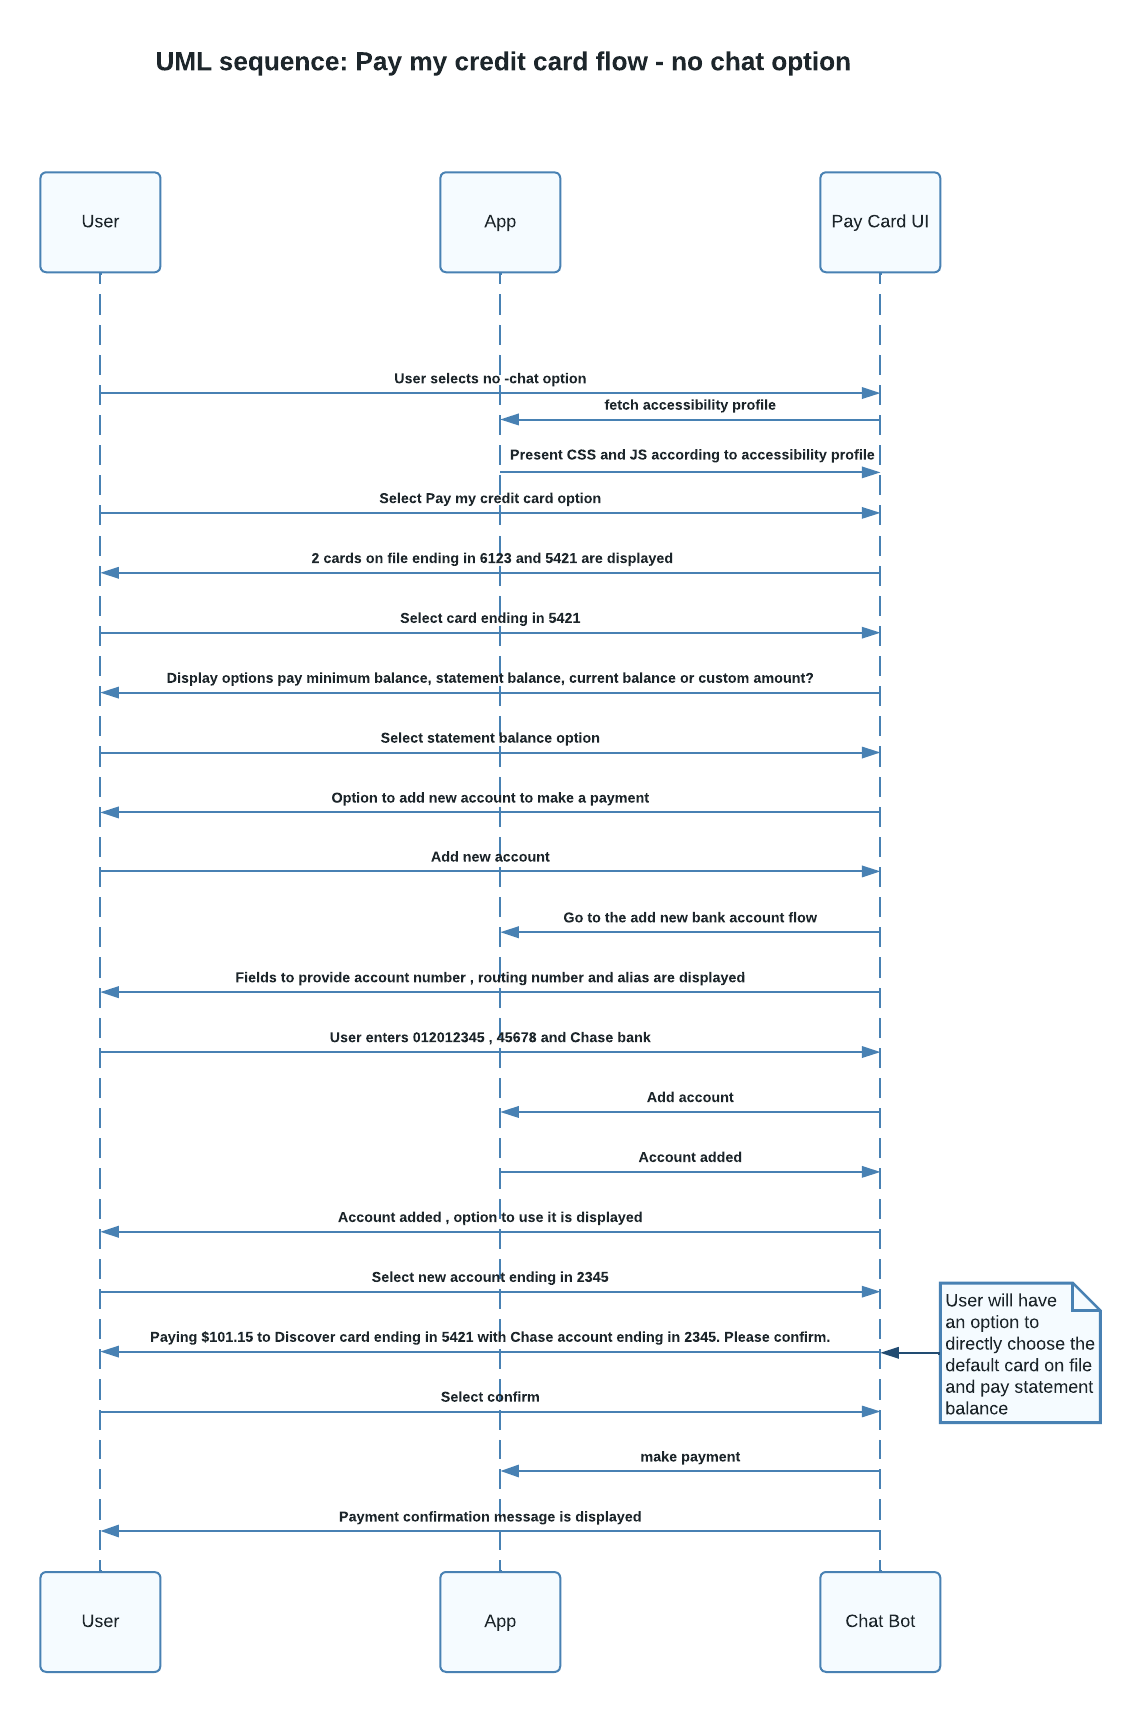 UML sequence: Pay my credit card flow - no chat option
User
App
Pay Card UI
User selects no -chat option
fetch accessibility profile
Present CSS and JS according to accessibility profile
Select Pay my credit card option
2 cards on file ending in 6123 and 5421 are displayed
Select card ending in 5421
Display options pay minimum balance, statement balance, current balance or custom amount?
Select statement balance option
Option to add new account to make a payment
Add new account
Go to the add new bank account flow
Fields to provide account number , routing number and alias are displayed
User enters 012012345 , 45678 and Chase bank
Add account
Account added
Account added , option to use it is displayed
Select new account ending in 2345
Paying $101.15 to Discover card ending in 5421 with Chase account ending in 2345. Please confirm.
User will have
an option to
directly choose the
default card on file
and pay statement
balance
Select confirm
make payment
Payment confirmation message is displayed
User
App
Chat Bot